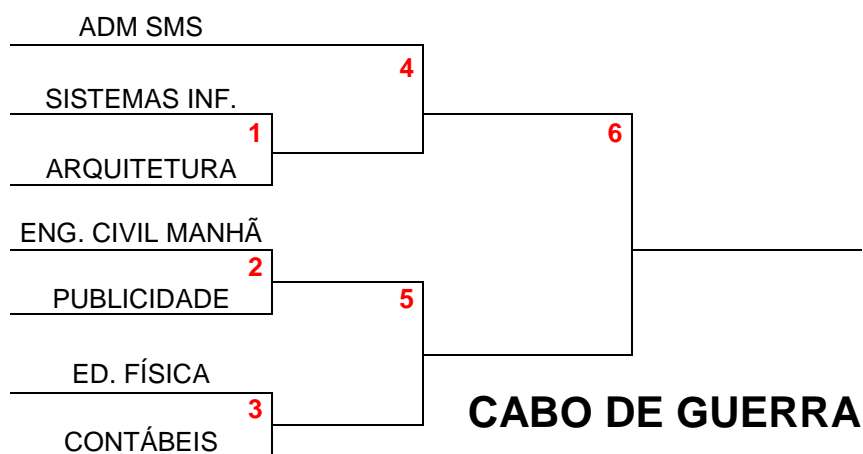 ADM SMS
4
SISTEMAS INF.
1
6
ARQUITETURA
ENG. CIVIL MANHÃ
2
PUBLICIDADE
5
ED. FÍSICA
3
CABO DE GUERRA
CONTÁBEIS